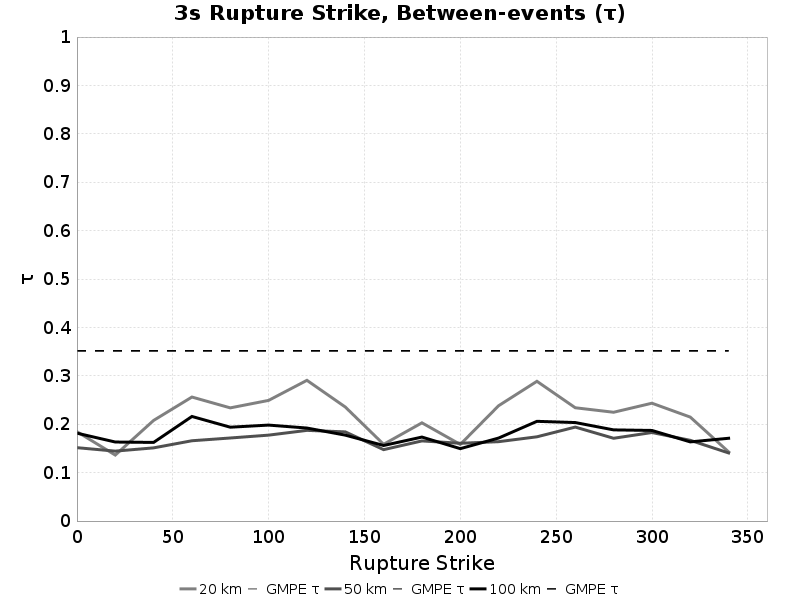 3s Rupture Strike, Between-events (τ)
1
0.9
0.8
0.7
0.6
0.5
0.4
0.3
0.2
0.1
0
τ
0 50 100 150 200 250 300 350
Rupture Strike
20 km GMPE τ 50 km GMPE τ 100 km GMPE τ